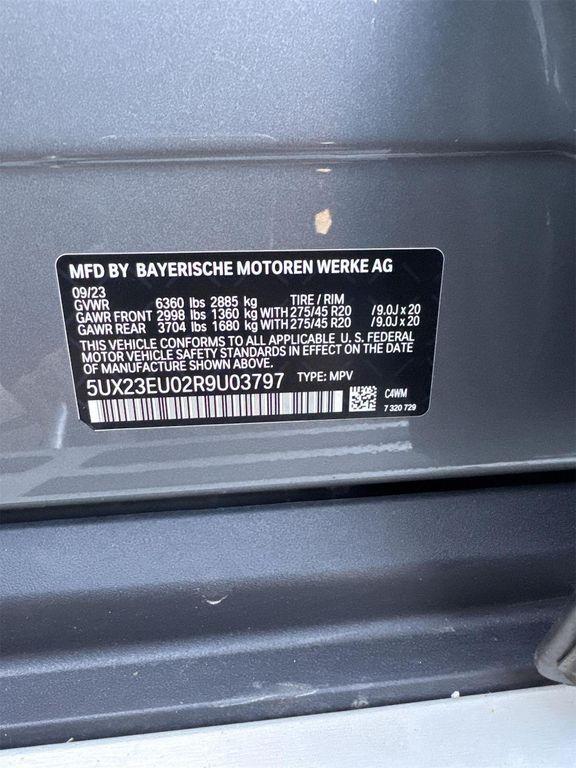 MFD BY BAYERISCHE MOTOREN WERKE AG
09/23
GVWR 6360 lbs 2885 kg TIRE / RIM
GAWR FRONT 2998 lbs 1360 kg WITH 275/45 R20 /9.0J x 20
GAWR REAR 3704 lbs 1680 kg WITH 275/45 R20 /9.0J x 20
THIS VEHICLE CONFORMS TO ALL APPLICABLE U. S. FEDERAL
MOTOR VEHICLE SAFETY STANDARDS IN EFFECT ON THE DATE
OF MANUFACTURE SHOWN ABOVE.
5UX23EU02R9U03797 TYPE: MPV
C4WM
7 320 729